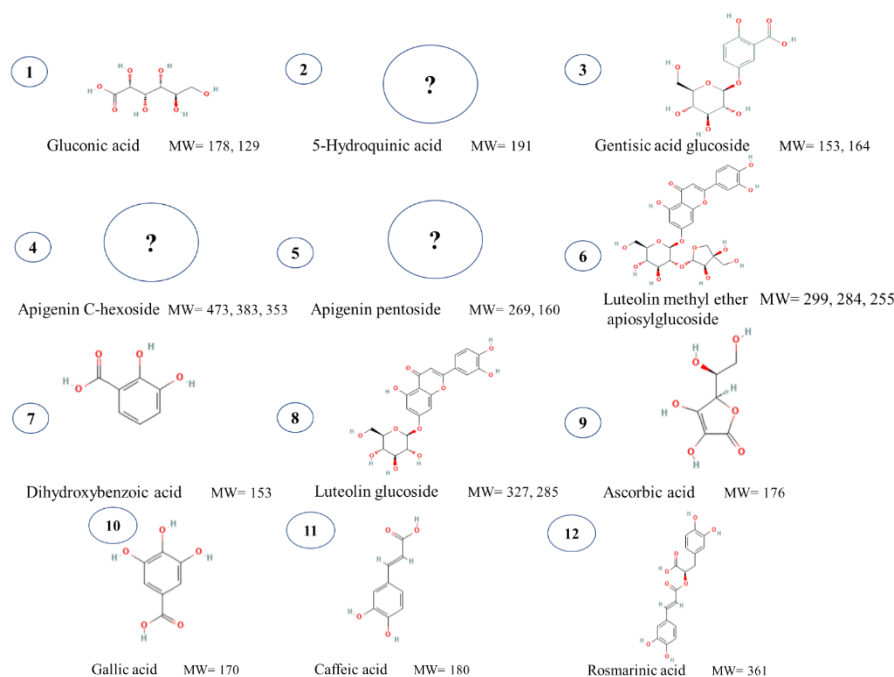 1
2
?
3
Gluconic acid MW= 178, 129
5-Hydroquinic acid MW= 191
Gentisic acid glucoside MW= 153, 164
4
?
5
?
6
Apigenin C-hexoside MW= 473, 383, 353
Apigenin pentoside MW= 269, 160
Luteolin methyl ether MW= 299, 284, 255
apiosylglucoside
7
8
9
Dihydroxybenzoic acid MW= 153
Luteolin glucoside MW= 327, 285
Ascorbic acid MW= 176
10
11
12
Gallic acid MW= 170
Caffeic acid MW= 180
Rosmarinic acid MW= 361